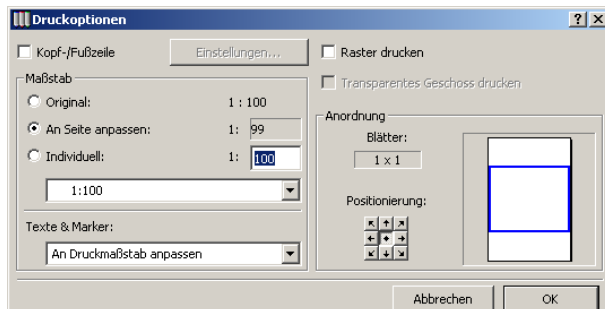 Druckoptionen
Kopf-/Fußzeile
Einstellungen...
Raster drucken
Transparentes Geschoss drucken
Maßstab
Original:
1 : 100
An Seite anpassen:
1:
99
Individuell:
1:
100
1:100
Texte & Marker:
An Druckmaßstab anpassen
Anordnung
Blätter:
1 x 1
Positionierung:
Abbrechen
OK